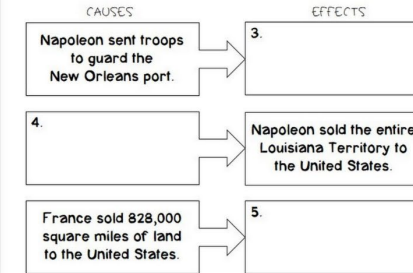 CAUSES
EFFECTS
Napoleon sent troops
to guard the
New Orleans port.
3.
4.
Napoleon sold the entire
Louisiana Territory to
the United States.
France sold 828,000
square miles of land
to the United States.
5.